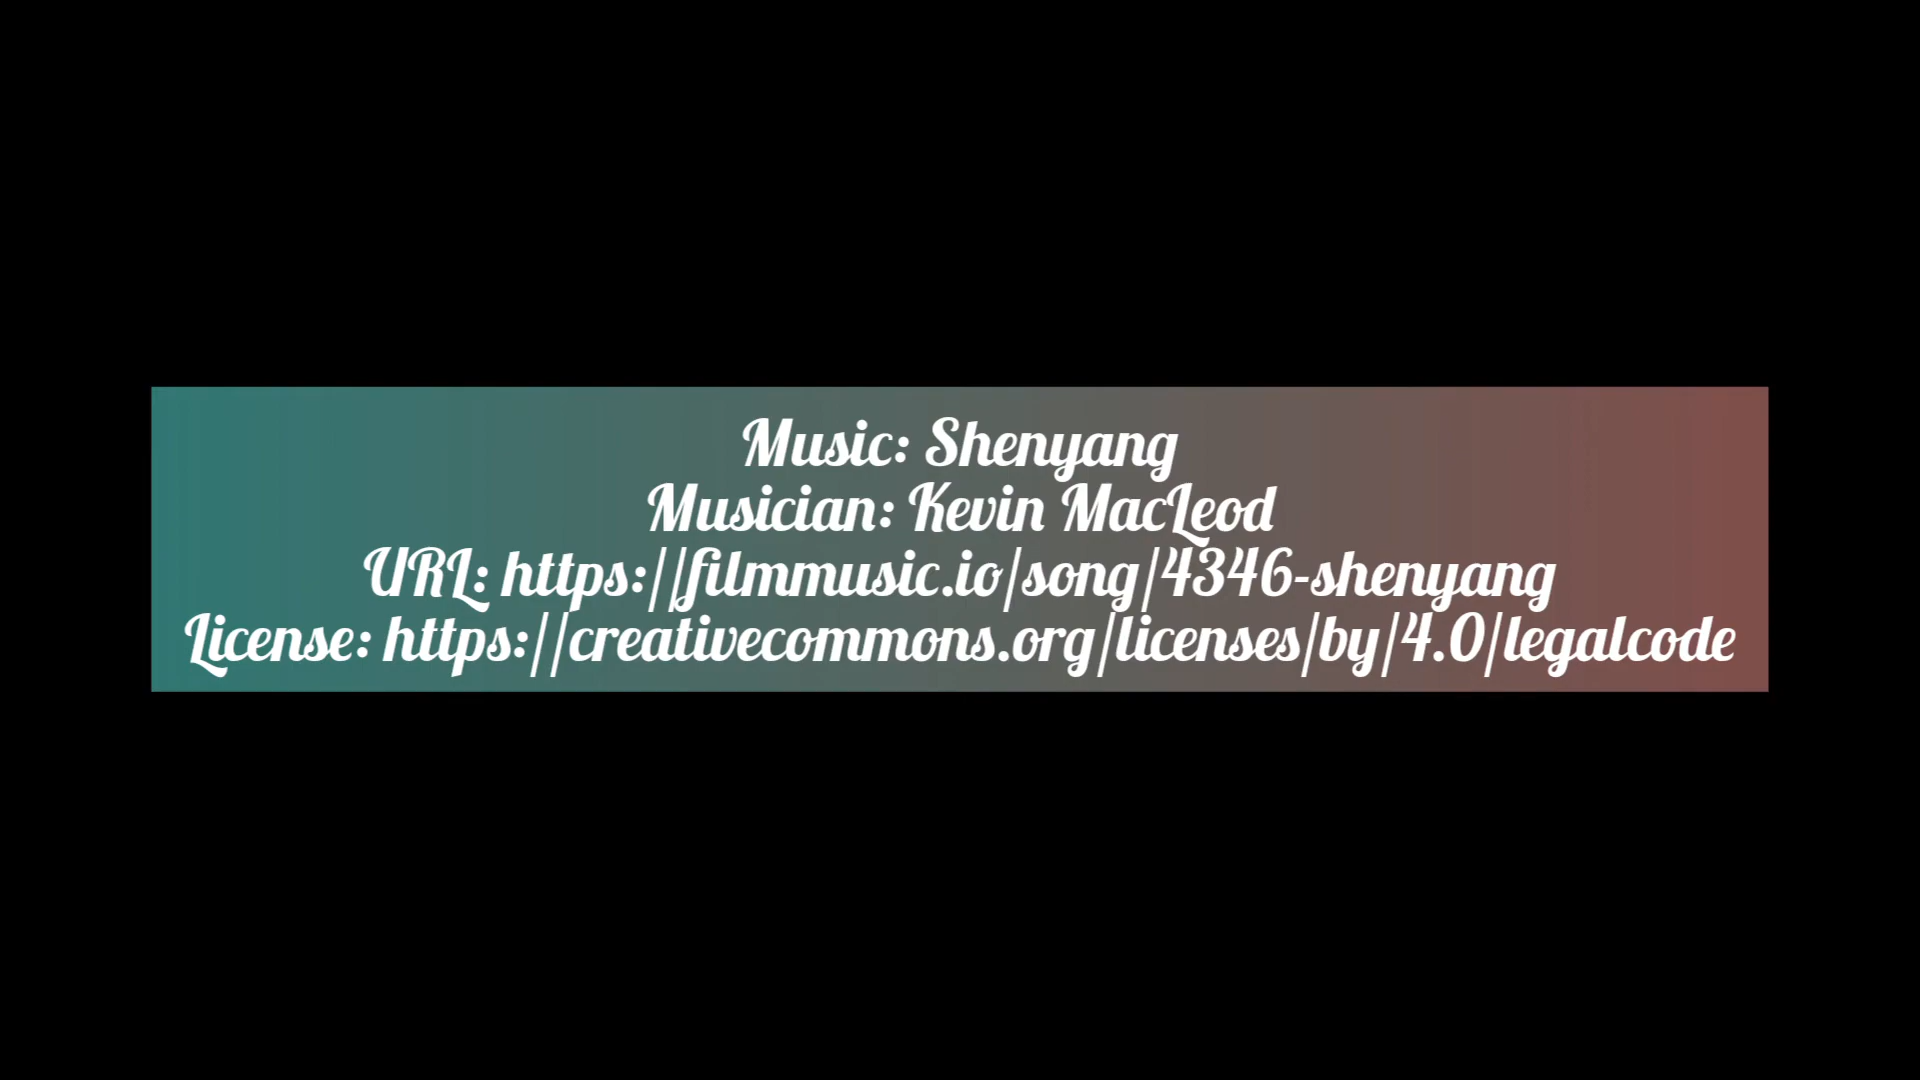 Music: Shenyang
Musician: Kevin MacLeod
URL: https://filmmusic.io/song/4346-shenyang
License: https://creativecommons.org/licenses/by/4.0/legalcode